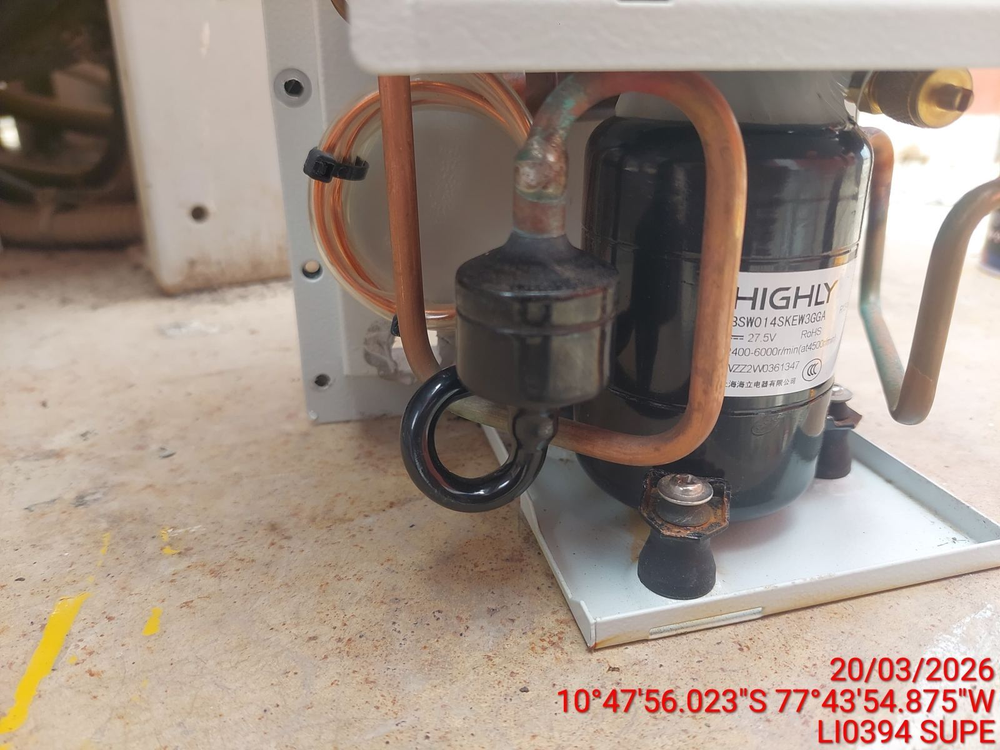 HIGHLY
BSW014SKEW3GGA
27.5V RoHS
2400-6000r/min(at4500r/min)
VZZ2W0361347
上海海立电器有限公司
20/03/2026
10°47'56.023"S 77°43'54.875"W
LI0394 SUPE